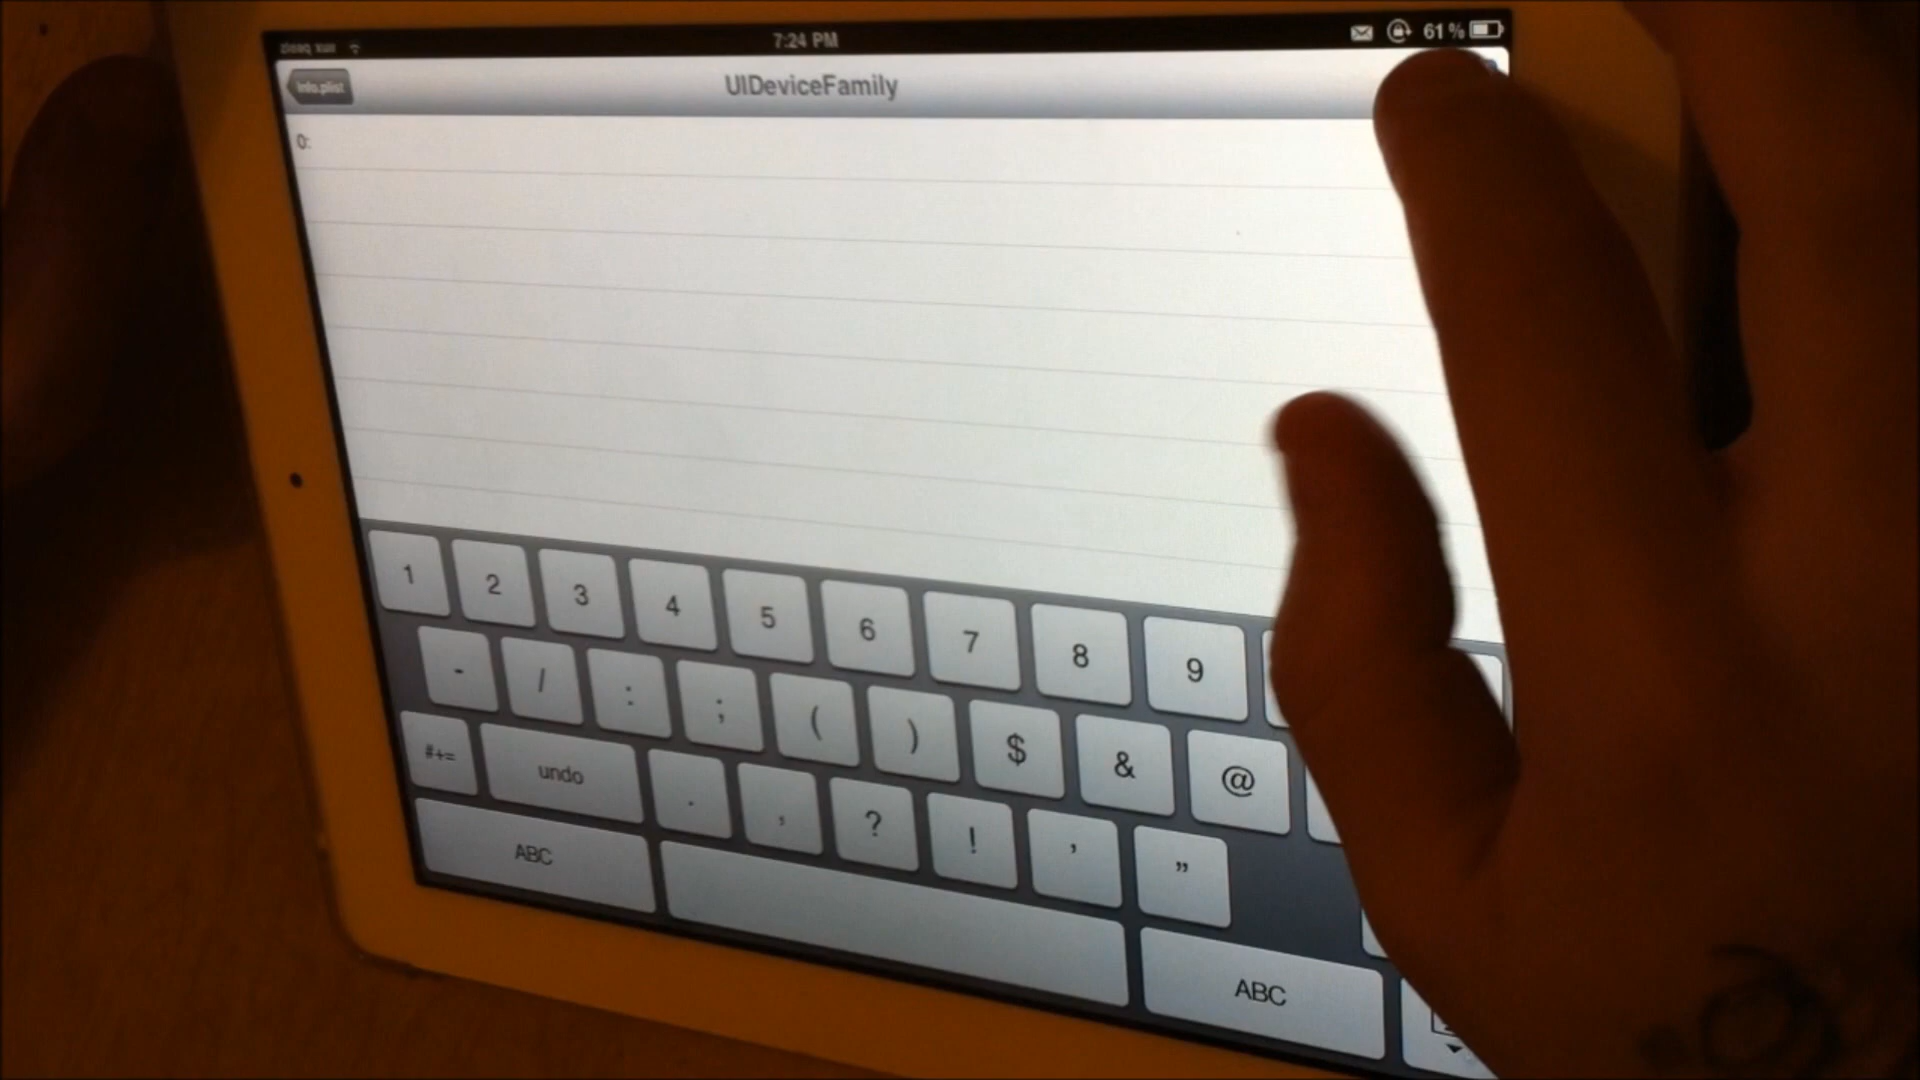 7:24 PM
61%
Info.plist
UIDeviceFamily
0:
1 2 3 4 5 6 7 8 9
- / : ; ( ) $ & @
#+= undo . , ? ! ' "
ABC ABC